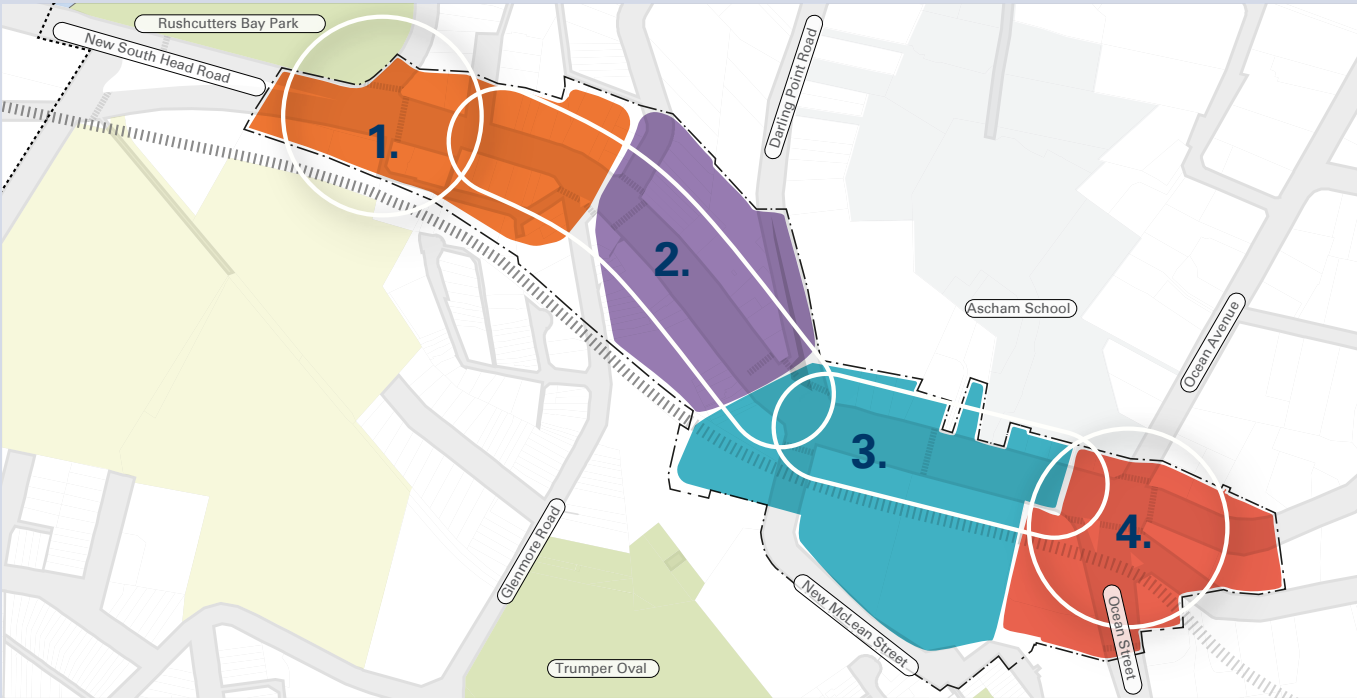 Rushcutters Bay Park
New South Head Road
Darling Point Road
1.
2.
Ascham School
Ocean Avenue
3.
4.
Glenmore Road
New McLean Street
Ocean Street
Trumper Oval